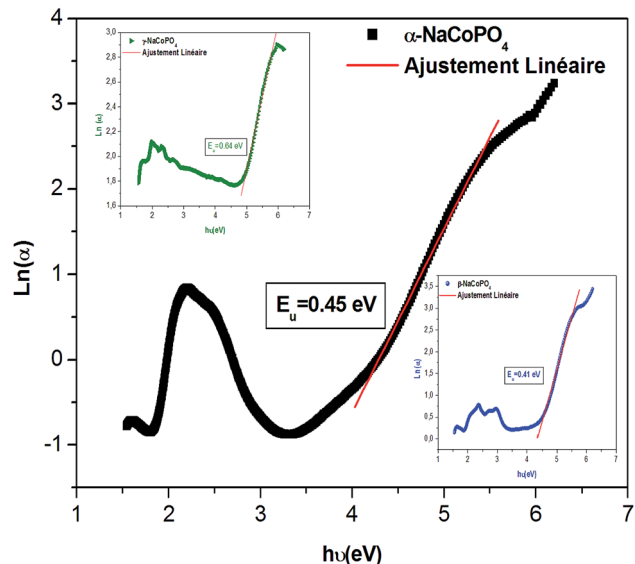 α-NaCoPO₄
Ajustement Linéaire
Ln(α)
4
3
2
1
0
-1
Eᵤ=0.45 eV
1
2
3
4
5
6
7
hυ(eV)
γ-NaCoPO₄
Ajustement Linéaire
Ln (α)
3,0
2,8
2,6
2,4
2,2
2,0
1,8
1,6
Eᵤ=0.64 eV
1
2
3
4
5
6
7
hυ(eV)
β-NaCoPO₄
Ajustement Linéaire
Ln (α)
3,5
3,0
2,5
2,0
1,5
1,0
0,5
0,0
Eᵤ=0.41 eV
1
2
3
4
5
6
7
hυ(eV)